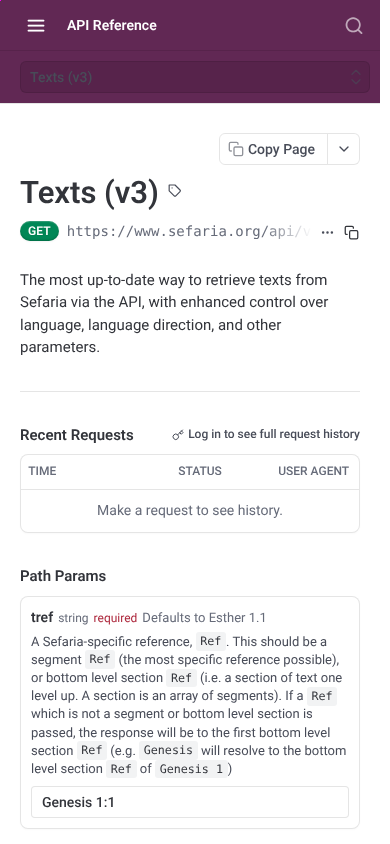 API Reference
Texts (v3)
Copy Page
Texts (v3)
GET https://www.sefaria.org/api/v
The most up-to-date way to retrieve texts from
Sefaria via the API, with enhanced control over
language, language direction, and other
parameters.
Recent Requests Log in to see full request history
TIME STATUS USER AGENT
Make a request to see history.
Path Params
tref string required Defaults to Esther 1.1
A Sefaria-specific reference, Ref . This should be a
segment Ref (the most specific reference possible),
or bottom level section Ref (i.e. a section of text one
level up. A section is an array of segments). If a Ref
which is not a segment or bottom level section is
passed, the response will be to the first bottom level
section Ref (e.g. Genesis will resolve to the bottom
level section Ref of Genesis 1 )
Genesis 1:1